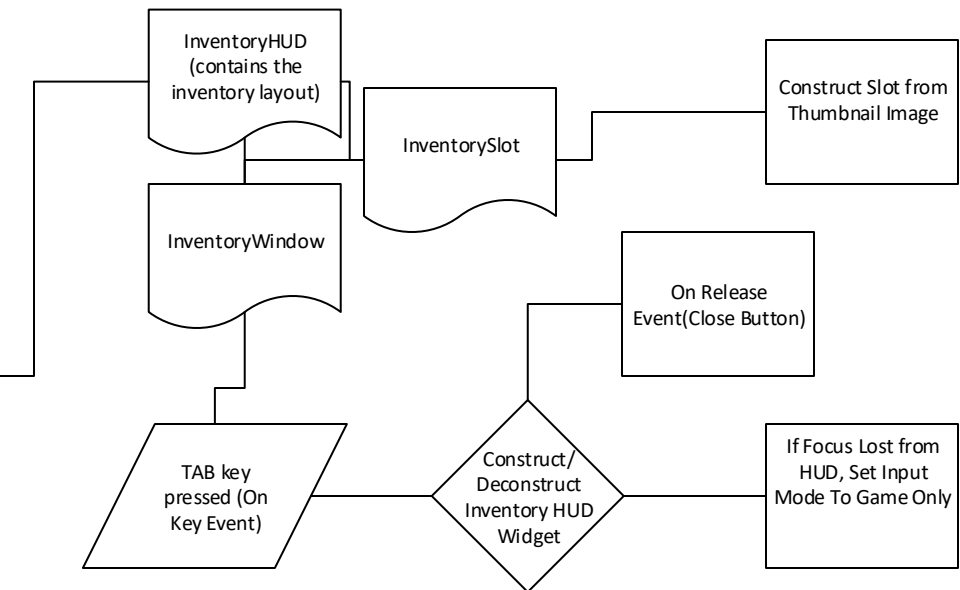 InventoryHUD
(contains the
inventory layout)
InventorySlot
Construct Slot from
Thumbnail Image
InventoryWindow
On Release
Event(Close Button)
TAB key
pressed (On
Key Event)
Construct/
Deconstruct
Inventory HUD
Widget
If Focus Lost from
HUD, Set Input
Mode To Game Only